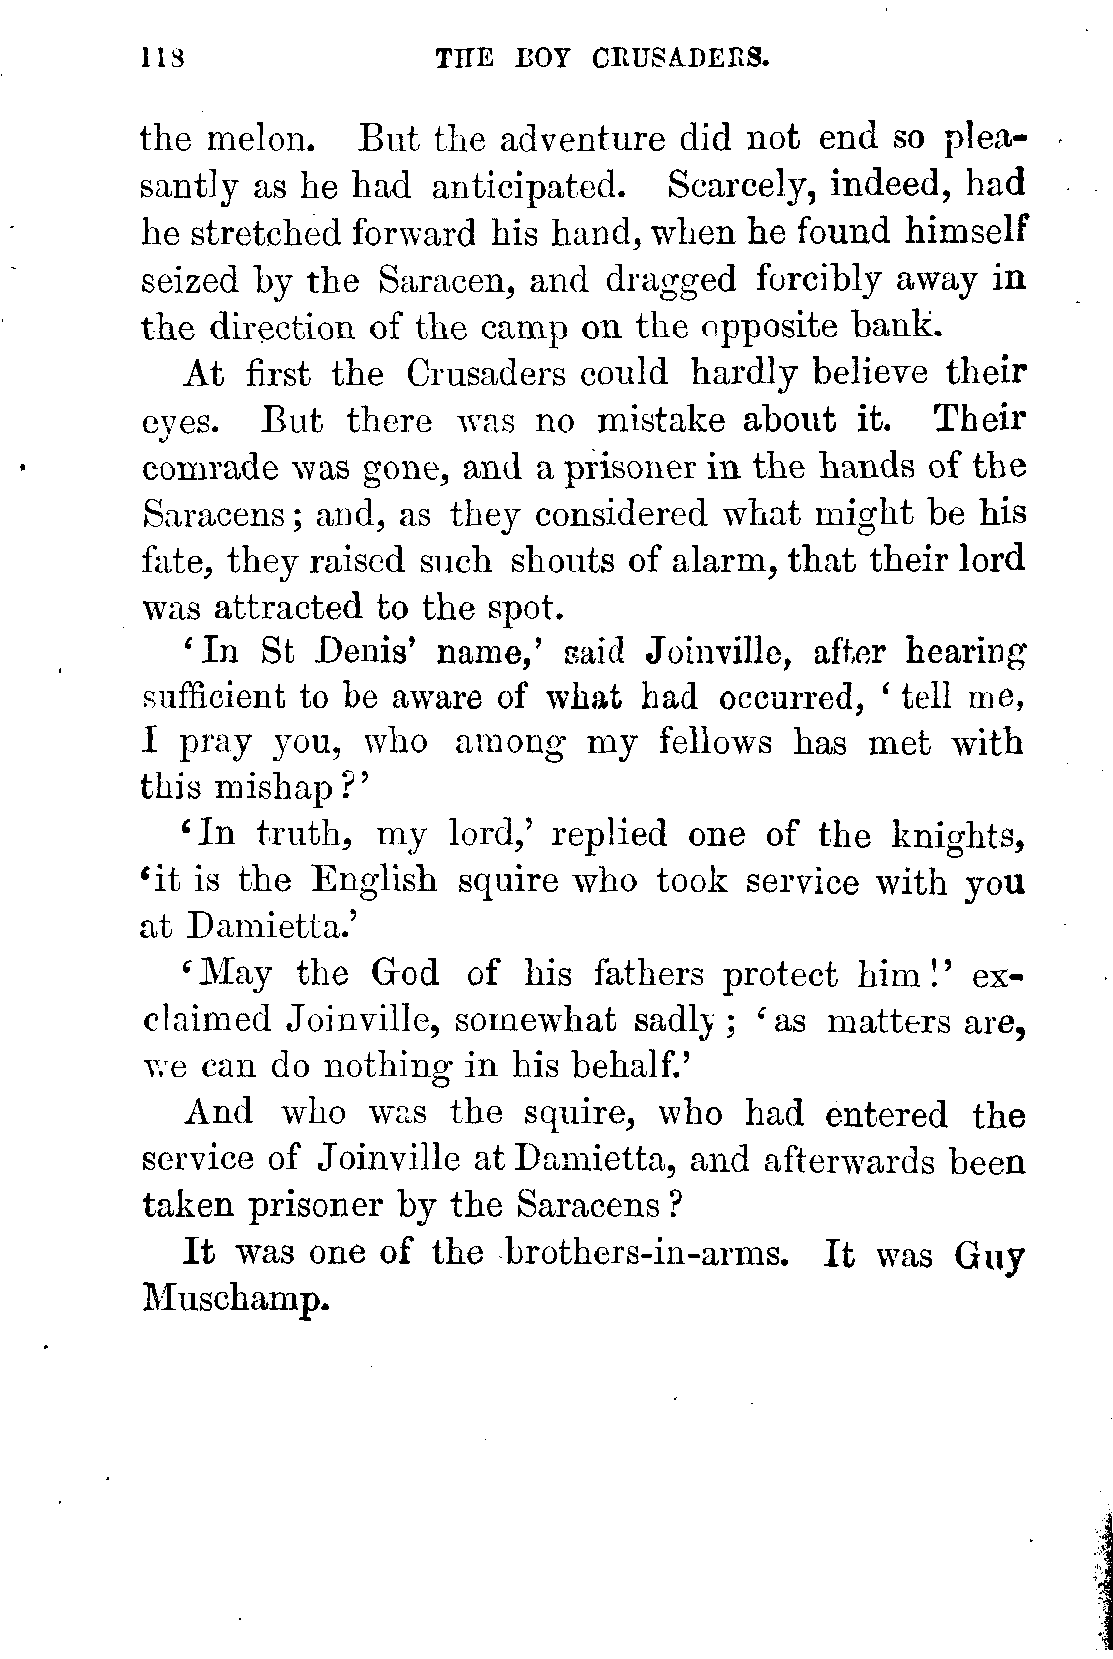 118 THE BOY CRUSADERS.
the melon. But the adventure did not end so plea-
santly as he had anticipated. Scarcely, indeed, had
he stretched forward his hand, when he found himself
seized by the Saracen, and dragged forcibly away in
the direction of the camp on the opposite bank.
At first the Crusaders could hardly believe their
eyes. But there was no mistake about it. Their
comrade was gone, and a prisoner in the hands of the
Saracens; and, as they considered what might be his
fate, they raised such shouts of alarm, that their lord
was attracted to the spot.
‘In St Denis’ name,’ said Joinville, after hearing
sufficient to be aware of what had occurred, ‘tell me,
I pray you, who among my fellows has met with
this mishap?’
‘In truth, my lord,’ replied one of the knights,
‘it is the English squire who took service with you
at Damietta.’
‘May the God of his fathers protect him!’ ex-
claimed Joinville, somewhat sadly; ‘as matters are,
we can do nothing in his behalf.’
And who was the squire, who had entered the
service of Joinville at Damietta, and afterwards been
taken prisoner by the Saracens?
It was one of the brothers-in-arms. It was Guy
Muschamp.